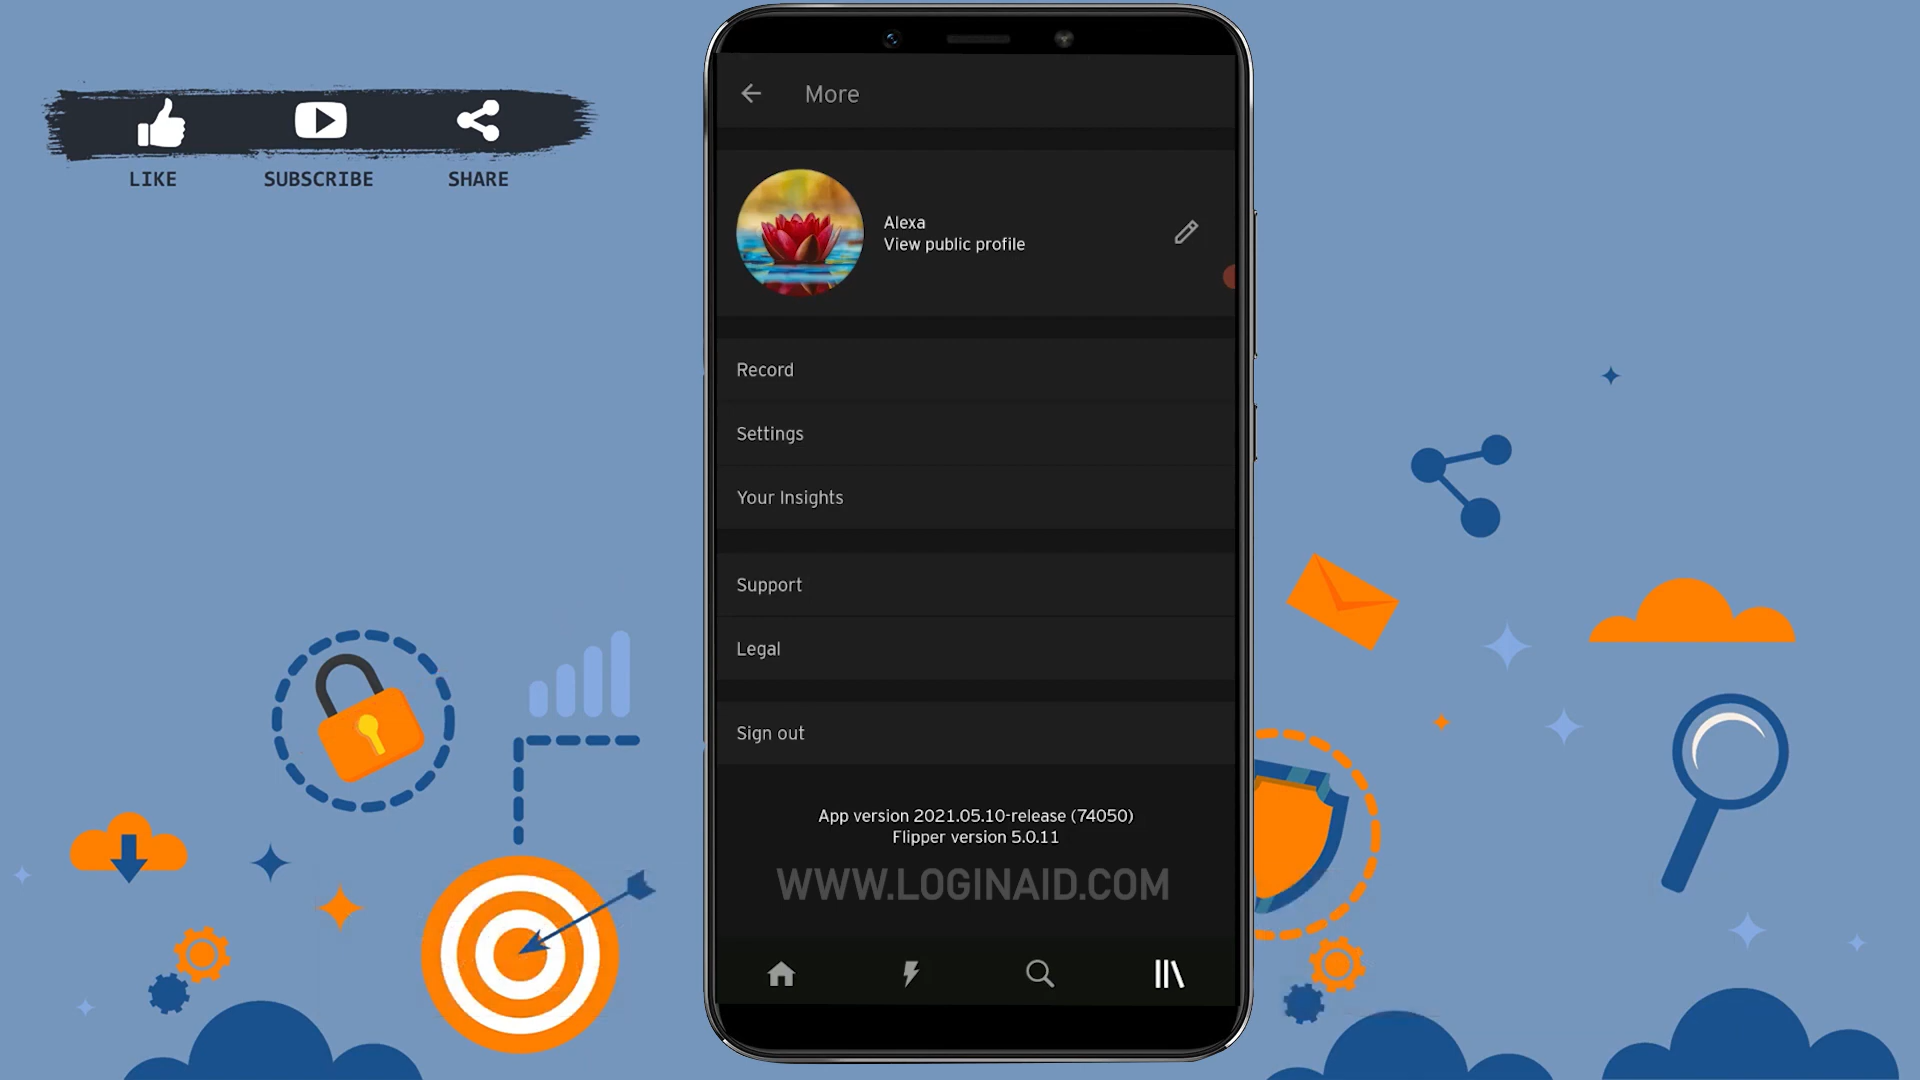 LIKE SUBSCRIBE SHARE
More
Alexa
View public profile
Record
Settings
Your Insights
Support
Legal
Sign out
App version 2021.05.10-release (74050)
Flipper version 5.0.11
WWW.LOGINAID.COM